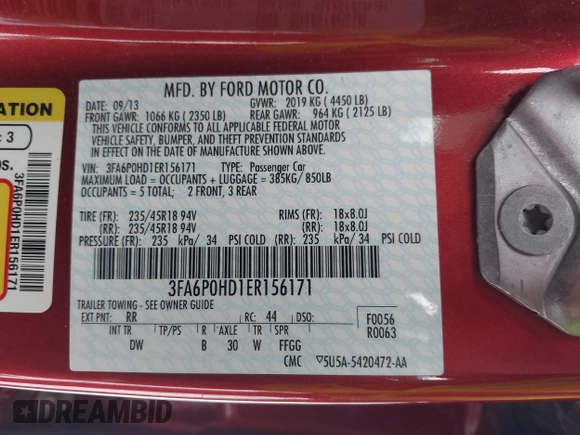 MFD. BY FORD MOTOR CO.
DATE: 09/13 GVWR: 2019 KG ( 4450 LB)
FRONT GAWR: 1066 KG ( 2350 LB) REAR GAWR: 964 KG ( 2125 LB)
THIS VEHICLE CONFORMS TO ALL APPLICABLE FEDERAL MOTOR
VEHICLE SAFETY, BUMPER, AND THEFT PREVENTION STANDARDS
IN EFFECT ON THE DATE OF MANUFACTURE SHOWN ABOVE.
VIN: 3FA6P0HD1ER156171 TYPE: Passenger Car
MAXIMUM LOAD = OCCUPANTS + LUGGAGE = 385KG/ 850LB
OCCUPANTS = 5 TOTAL; 2 FRONT, 3 REAR
TIRE (FR): 235/45R18 94V RIMS (FR): 18x8.0J
(RR): 235/45R18 94V (RR): 18x8.0J
PRESSURE (FR): 235 kPa/ 34 PSI COLD (RR): 235 kPa/ 34 PSI COLD
3FA6P0HD1ER156171
TRAILER TOWING - SEE OWNER GUIDE
EXT PNT: RR RC: 44 DSO: F0056
R0063
INT TR TP/PS R AXLE TR SPR
DW B 30 W FFGG
CMC 5U5A-5420472-AA
ATION
: 3
OS.
3FA6P0HD1ER156171
DREAMBID